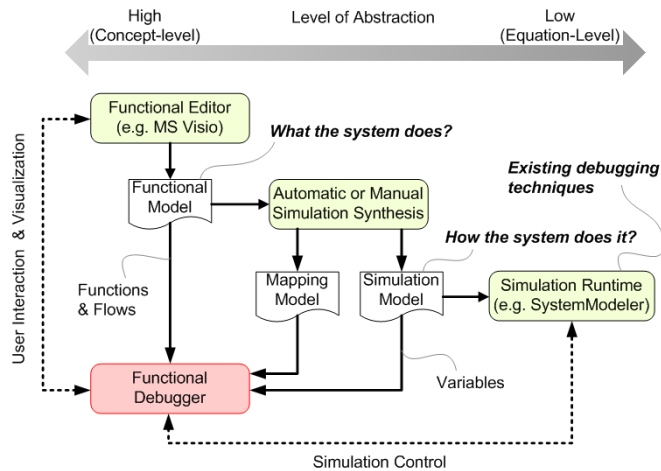 High
(Concept-level)
Level of Abstraction
Low
(Equation-Level)
Functional Editor
(e.g. MS Visio)
What the system does?
Existing debugging
techniques
User Interaction & Visualization
Functional
Model
Automatic or Manual
Simulation Synthesis
How the system does it?
Functions
& Flows
Mapping
Model
Simulation
Model
Simulation Runtime
(e.g. SystemModeler)
Functional
Debugger
Variables
Simulation Control